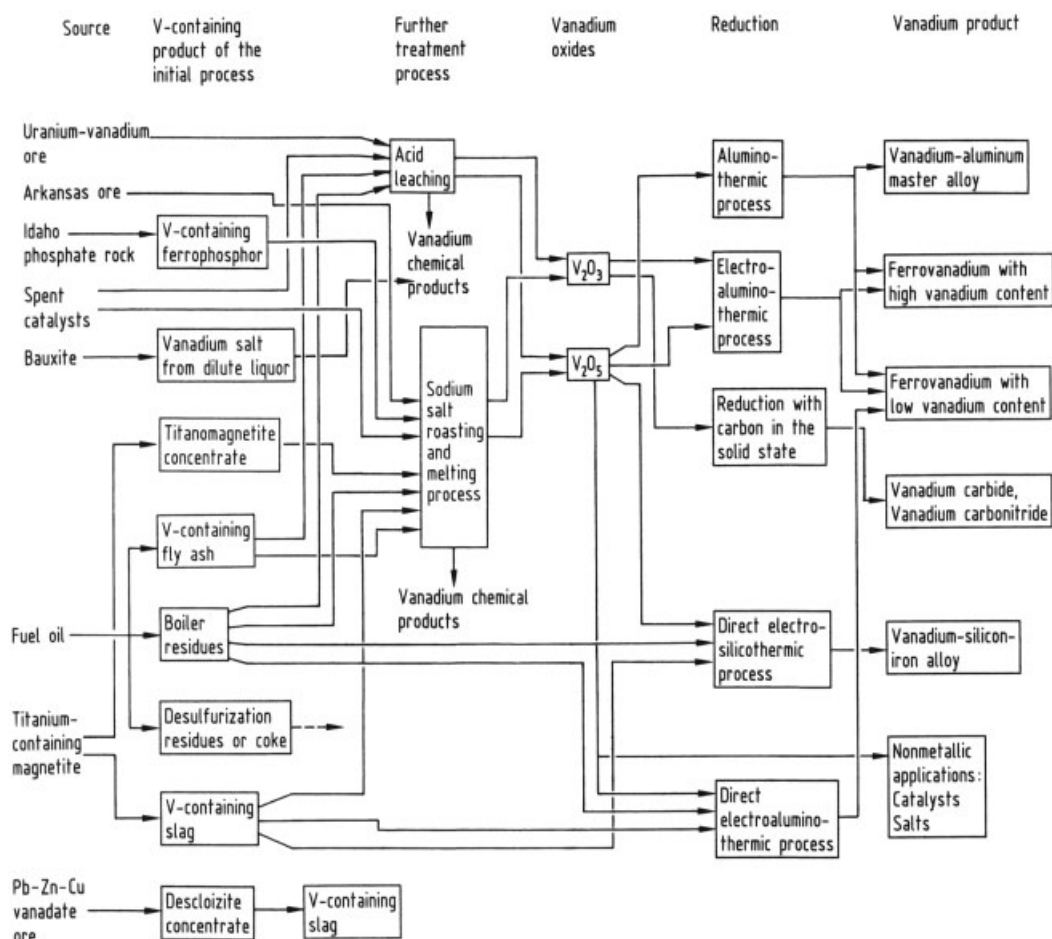 Source
V-containing
product of the
initial process
Further
treatment
process
Vanadium
oxides
Reduction
Vanadium product
Uranium-vanadium
ore
Arkansas ore
Idaho
phosphate rock
Spent
catalysts
Bauxite
Fuel oil
Titanium-
containing
magnetite
Pb-Zn-Cu
vanadate
ore
V-containing
ferrophosphor
Vanadium salt
from dilute liquor
Titanomagnetite
concentrate
V-containing
fly ash
Boiler
residues
Desulfurization
residues or coke
V-containing
slag
Descloizite
concentrate
V-containing
slag
Acid
leaching
Vanadium
chemical
products
Sodium
salt
roasting
and
melting
process
Vanadium chemical
products
V₂O₃
V₂O₅
Alumino-
thermic
process
Electro-
alumino-
thermic
process
Reduction with
carbon in the
solid state
Direct electro-
silicothermic
process
Direct
electroalumino-
thermic process
Vanadium-aluminum
master alloy
Ferrovanadium with
high vanadium content
Ferrovanadium with
low vanadium content
Vanadium carbide,
Vanadium carbonitride
Vanadium-silicon-
iron alloy
Nonmetallic
applications:
Catalysts
Salts